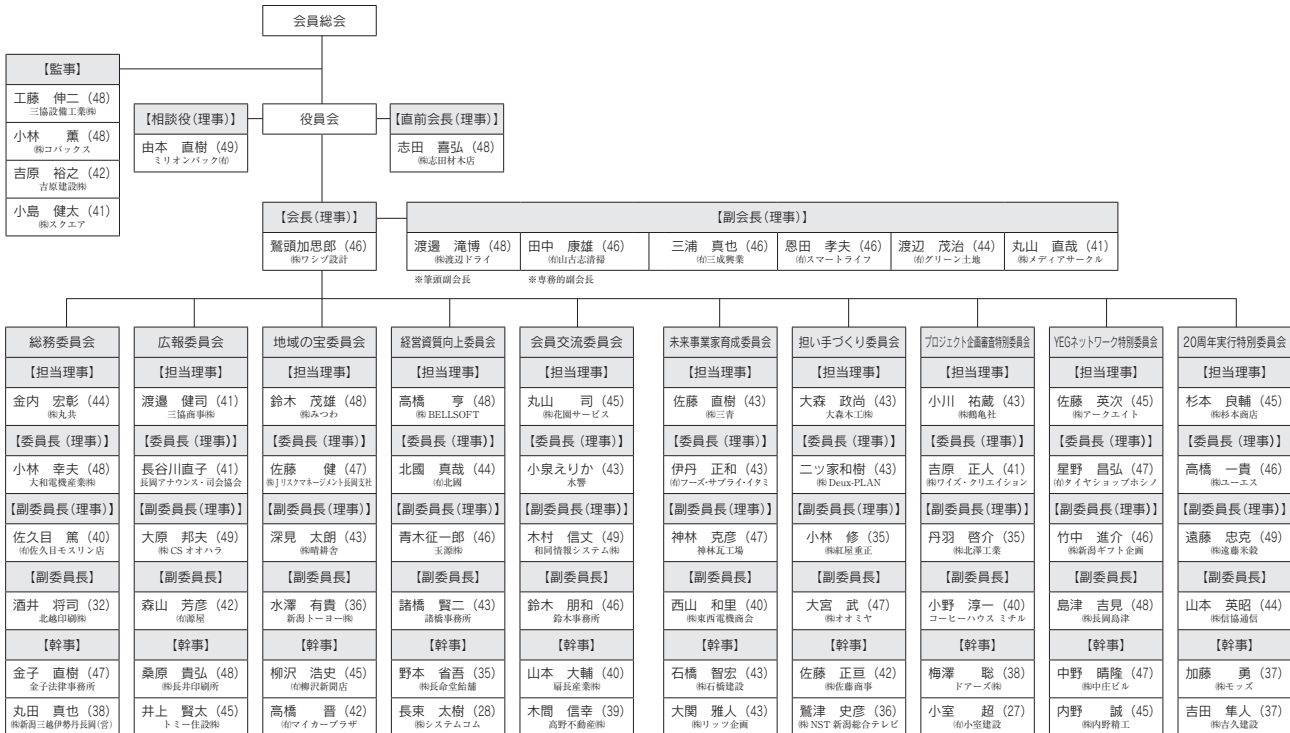 会員総会
【監事】
工藤　伸二（48）
三協設備工業㈱
小林　　薫（48）
㈱コバックス
吉原　裕之（42）
吉原建設㈱
小島　健太（41）
㈱スクエア
【相談役（理事）】
由本　直樹（49）
ミリオンパック㈲
役員会
【直前会長（理事）】
志田　喜弘（48）
㈱志田材木店
【会長（理事）】
鷲頭加思郎（46）
㈱ワシヅ設計
【副会長（理事）】
渡邊　滝博（48）
㈱渡辺ドライ
※筆頭副会長
田中　康雄（46）
㈲山古志清掃
※専務的副会長
三浦　真也（46）
㈲三成興業
恩田　孝夫（46）
㈲スマートライフ
渡辺　茂治（44）
㈲グリーン土地
丸山　直哉（41）
㈱メディアサークル
総務委員会
【担当理事】
金内　宏彰（44）
㈱丸共
【委員長（理事）】
小林　幸夫（48）
大和電機産業㈱
【副委員長（理事）】
佐久目　篤（40）
㈲佐久目モスリン店
【副委員長】
酒井　将司（32）
北越印刷㈱
【幹事】
金子　直樹（47）
金子法律事務所
丸田　真也（38）
㈱新潟三越伊勢丹長岡（営）
広報委員会
【担当理事】
渡邉　健司（41）
三協商事㈱
【委員長（理事）】
長谷川直子（41）
長岡アナウンス・司会協会
【副委員長（理事）】
大原　邦夫（49）
㈱CSオオハラ
【副委員長】
森山　芳彦（42）
㈲源屋
【幹事】
桑原　貴弘（48）
㈱長井印刷所
井上　賢太（45）
トミー住設㈱
地域の宝委員会
【担当理事】
鈴木　茂雄（48）
㈱みつわ
【委員長（理事）】
佐藤　　健（47）
㈱Jリスクマネージメント長岡支社
【副委員長（理事）】
深見　太朗（43）
㈱晴耕舎
【副委員長】
水澤　有貴（36）
新潟トーヨー㈱
【幹事】
柳沢　浩史（45）
㈲柳沢新聞店
高橋　　晋（42）
㈲マイカープラザ
経営資質向上委員会
【担当理事】
高橋　　亨（48）
㈱BELLSOFT
【委員長（理事）】
北國　真哉（44）
㈲北國
【副委員長（理事）】
青木征一郎（46）
玉源㈱
【副委員長】
諸橋　賢二（43）
諸橋事務所
【幹事】
野本　省吾（35）
㈱長命堂飴舗
長束　太樹（28）
㈱システムコム
会員交流委員会
【担当理事】
丸山　　司（45）
㈱花園サービス
【委員長（理事）】
小泉えりか（43）
水響
【副委員長（理事）】
木村　信丈（49）
和同情報システム㈱
【副委員長】
鈴木　朋和（46）
鈴木事務所
【幹事】
山本　大輔（40）
扇長産業㈱
木間　信幸（39）
高野不動産㈱
未来事業家育成委員会
【担当理事】
佐藤　直樹（43）
㈱三青
【委員長（理事）】
伊丹　正和（43）
㈲フーズ・サプライ・イタミ
【副委員長（理事）】
神林　克彦（47）
神林瓦工場
【副委員長】
西山　和里（40）
㈱東西電機商会
【幹事】
石橋　智宏（43）
㈱石橋建設
大関　雅人（43）
㈱リッツ企画
担い手づくり委員会
【担当理事】
大森　政尚（43）
大森木工㈱
【委員長（理事）】
二ッ家和樹（43）
㈱Deux-PLAN
【副委員長（理事）】
小林　　修（35）
㈱紅屋重正
【副委員長】
大宮　　武（47）
㈱オオミヤ
【幹事】
佐藤　正亘（42）
㈱佐藤商事
鷲津　史彦（36）
㈱NST新潟総合テレビ
プロジェクト企画審査特別委員会
【担当理事】
小川　祐蔵（43）
㈱鶴亀社
【委員長（理事）】
吉原　正人（41）
㈱ワイズ・クリエイション
【副委員長（理事）】
丹羽　啓介（35）
㈱北澤工業
【副委員長】
小野　淳一（40）
コーヒーハウス ミチル
【幹事】
梅澤　　聡（38）
ドアーズ㈱
小室　　超（27）
㈲小室建設
YEGネットワーク特別委員会
【担当理事】
佐藤　英次（45）
㈱アークエイト
【委員長（理事）】
星野　昌弘（47）
㈲タイヤショップホシノ
【副委員長（理事）】
竹中　進介（46）
㈱新潟ギフト企画
【副委員長】
島津　吉見（48）
㈱長岡島津
【幹事】
中野　晴隆（47）
㈱中庄ビル
内野　　誠（45）
㈱内野精工
20周年実行特別委員会
【担当理事】
杉本　良輔（45）
㈱杉本商店
【委員長（理事）】
高橋　一貴（46）
㈱ユーエス
【副委員長（理事）】
遠藤　忠克（49）
㈱遠藤米穀
【副委員長】
山本　英昭（44）
㈱信協通信
【幹事】
加藤　　勇（37）
㈱モッズ
吉田　隼人（37）
㈱吉久建設